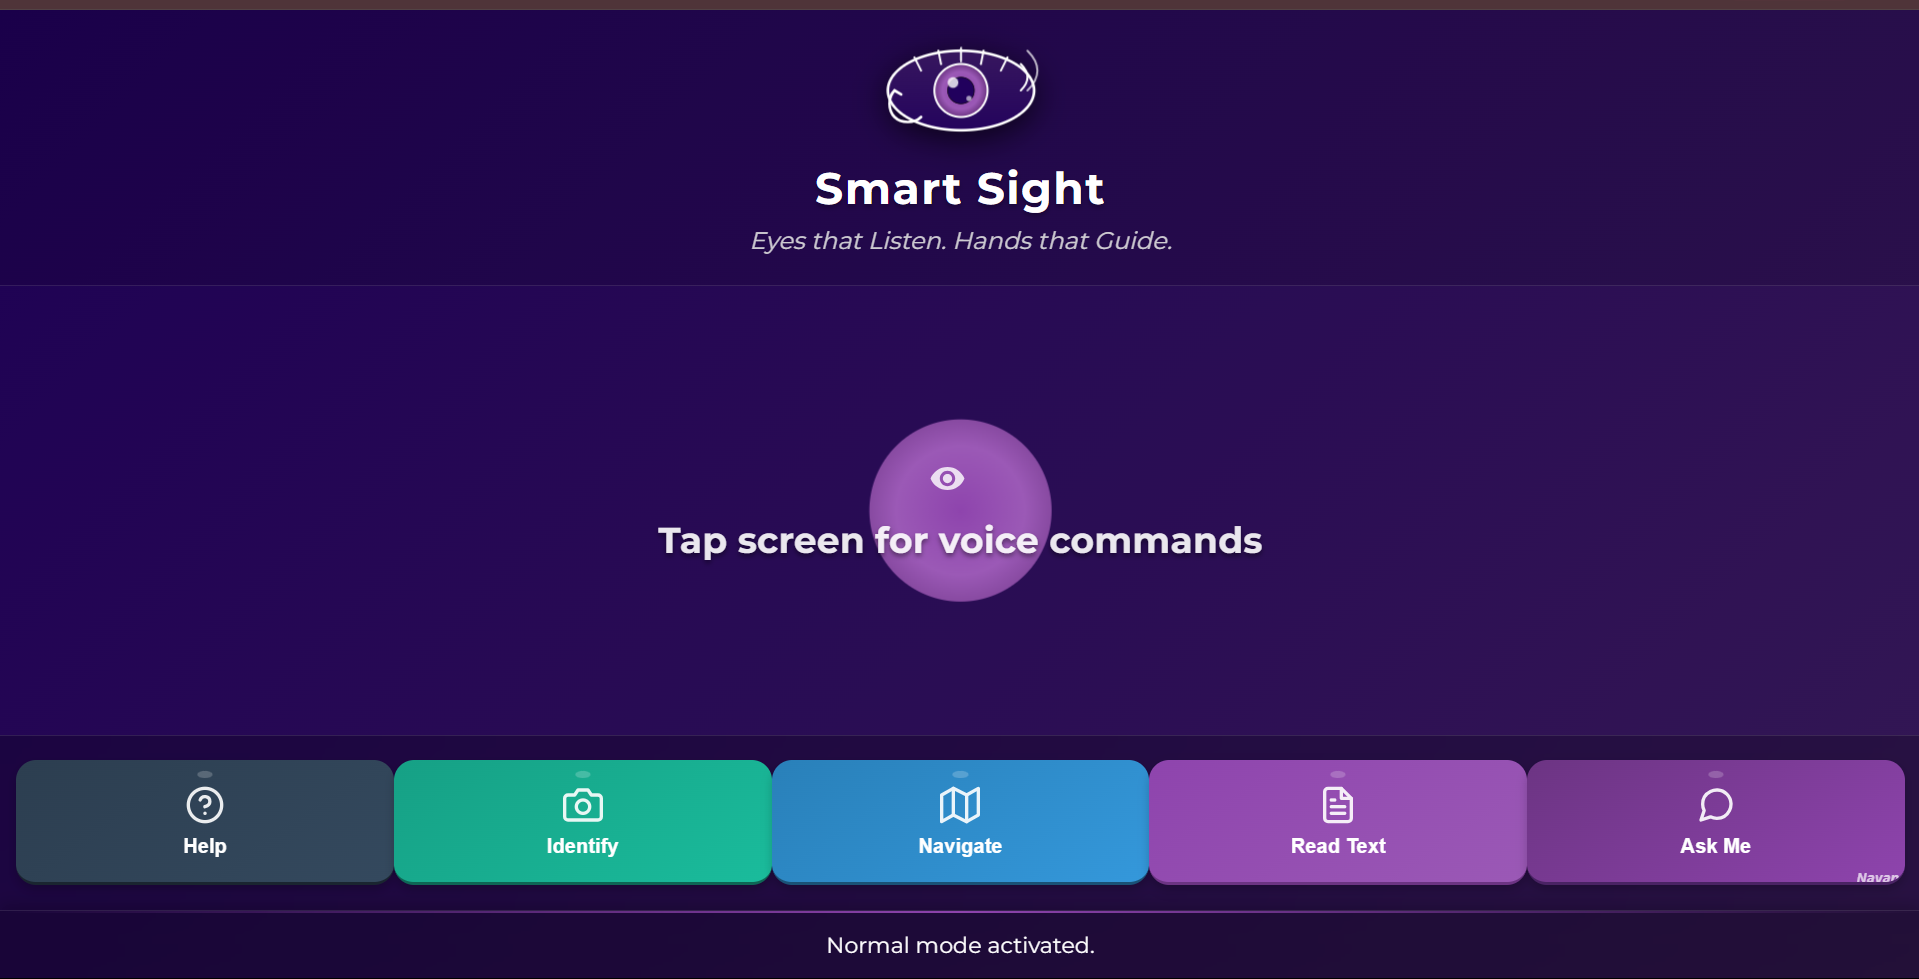 Smart Sight
Eyes that Listen. Hands that Guide.
Tap screen for voice commands
Help
Identify
Navigate
Read Text
Ask Me
Navan
Normal mode activated.